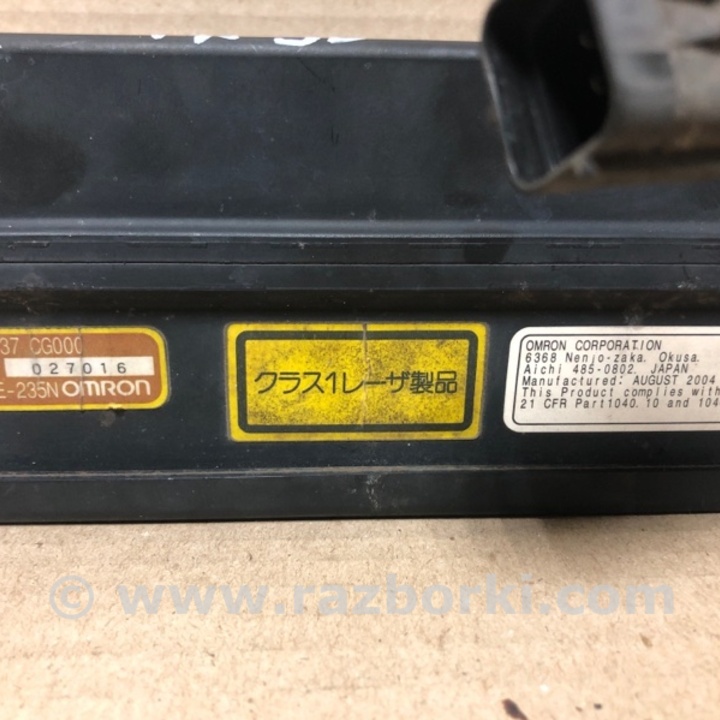 37 CG000
027016
E-235N OMRON
クラス1レーザ製品
OMRON CORPORATION
6368 Nenjo-zaka. Okusa.
Aichi 485-0802. JAPAN
Manufactured: AUGUST 2004
This Product complies with
21 CFR Part1040.10 and 104
© www.razborki.com